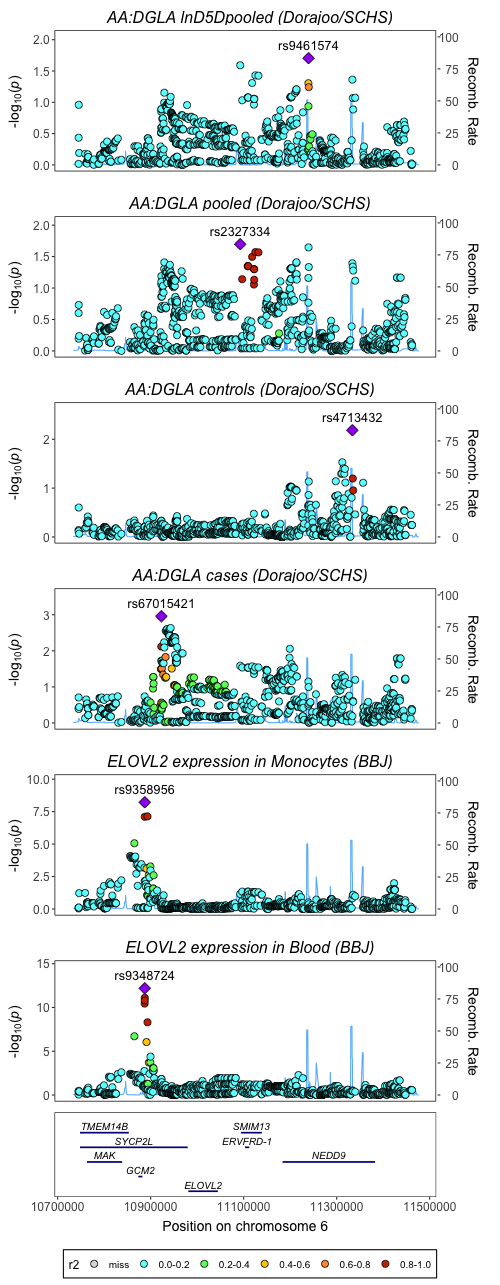 AA:DGLA lnD5Dpooled (Dorajoo/SCHS)
rs9461574
2.0
1.5
1.0
0.5
0.0
-log10(p)
100
75
50
25
0
Recomb. Rate
AA:DGLA pooled (Dorajoo/SCHS)
rs2327334
2.0
1.5
1.0
0.5
0.0
-log10(p)
100
75
50
25
0
Recomb. Rate
AA:DGLA controls (Dorajoo/SCHS)
rs4713432
2
1
0
-log10(p)
100
75
50
25
0
Recomb. Rate
AA:DGLA cases (Dorajoo/SCHS)
rs67015421
3
2
1
0
-log10(p)
100
75
50
25
0
Recomb. Rate
ELOVL2 expression in Monocytes (BBJ)
rs9358956
10.0
7.5
5.0
2.5
0.0
-log10(p)
100
75
50
25
0
Recomb. Rate
ELOVL2 expression in Blood (BBJ)
rs9348724
15
10
5
0
-log10(p)
100
75
50
25
0
Recomb. Rate
TMEM14B SMIM13
SYCP2L ERVFRD-1
MAK NEDD9
GCM2
ELOVL2
10700000 10900000 11100000 11300000 11500000
Position on chromosome 6
r2 miss 0.0-0.2 0.2-0.4 0.4-0.6 0.6-0.8 0.8-1.0